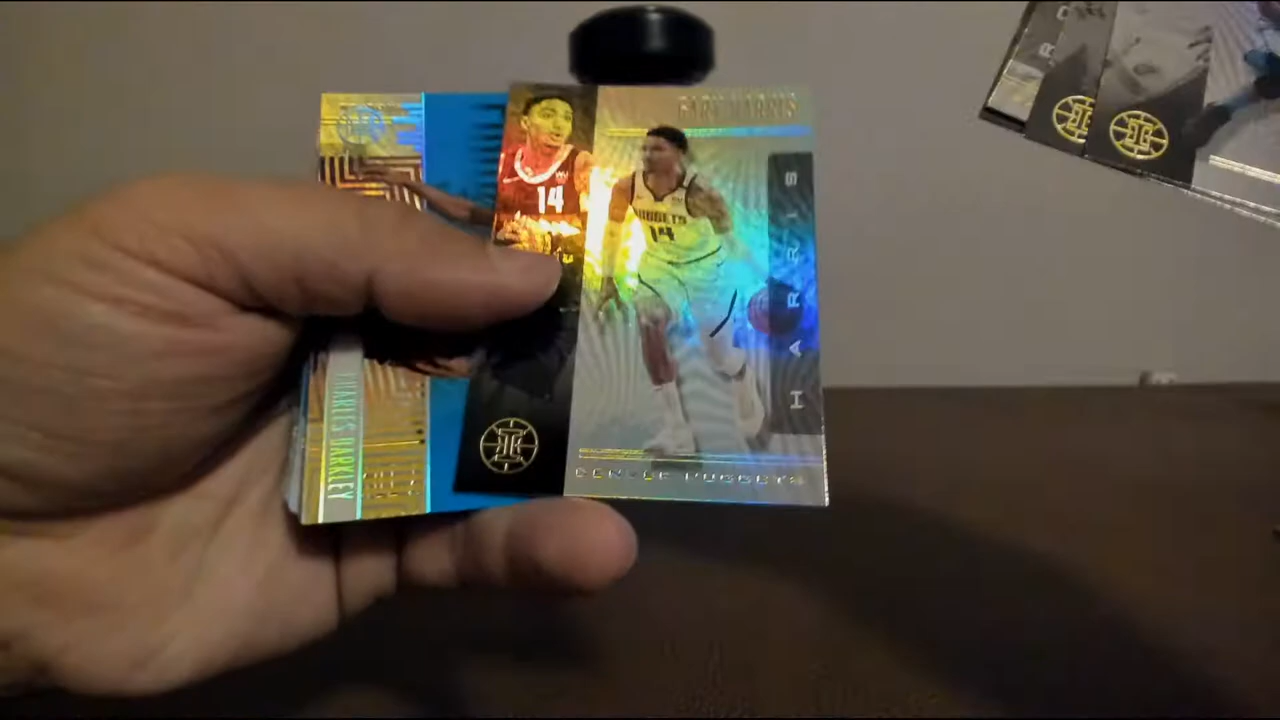 GARY HARRIS
14
NUGGETS
14
HARRIS
CHARLES BARKLEY
DENVER NUGGETS